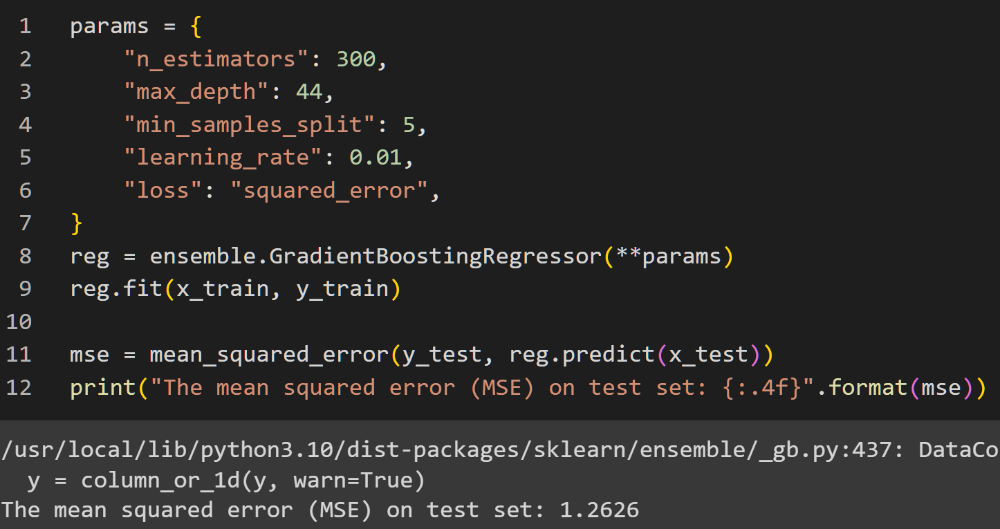 1 params = {
2     "n_estimators": 300,
3     "max_depth": 44,
4     "min_samples_split": 5,
5     "learning_rate": 0.01,
6     "loss": "squared_error",
7 }
8 reg = ensemble.GradientBoostingRegressor(**params)
9 reg.fit(x_train, y_train)
10
11 mse = mean_squared_error(y_test, reg.predict(x_test))
12 print("The mean squared error (MSE) on test set: {:.4f}".format(mse))
/usr/local/lib/python3.10/dist-packages/sklearn/ensemble/_gb.py:437: DataCo
  y = column_or_1d(y, warn=True)
The mean squared error (MSE) on test set: 1.2626